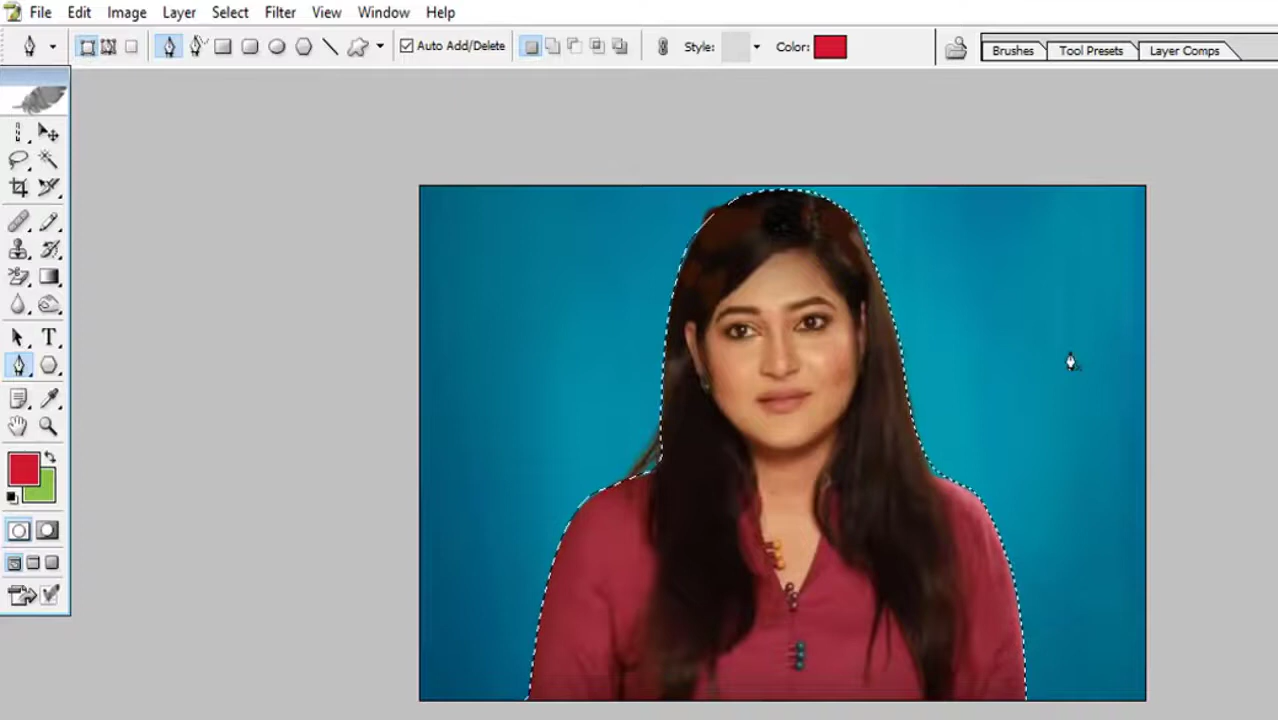 File Edit Image Layer Select Filter View Window Help
Auto Add/Delete Style: Color: Brushes Tool Presets Layer Comps
T